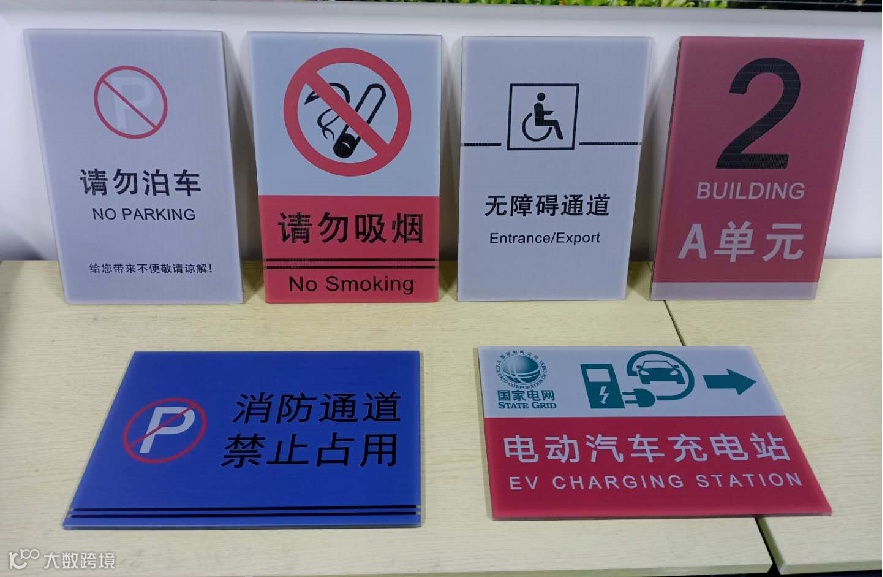 P
请勿泊车
NO PARKING
给您带来不便敬请谅解!
请勿吸烟
No Smoking
无障碍通道
Entrance/Export
2
BUILDING
A单元
P
消防通道
禁止占用
国家电网
STATE GRID
电动汽车充电站
EV CHARGING STATION
大数跨境